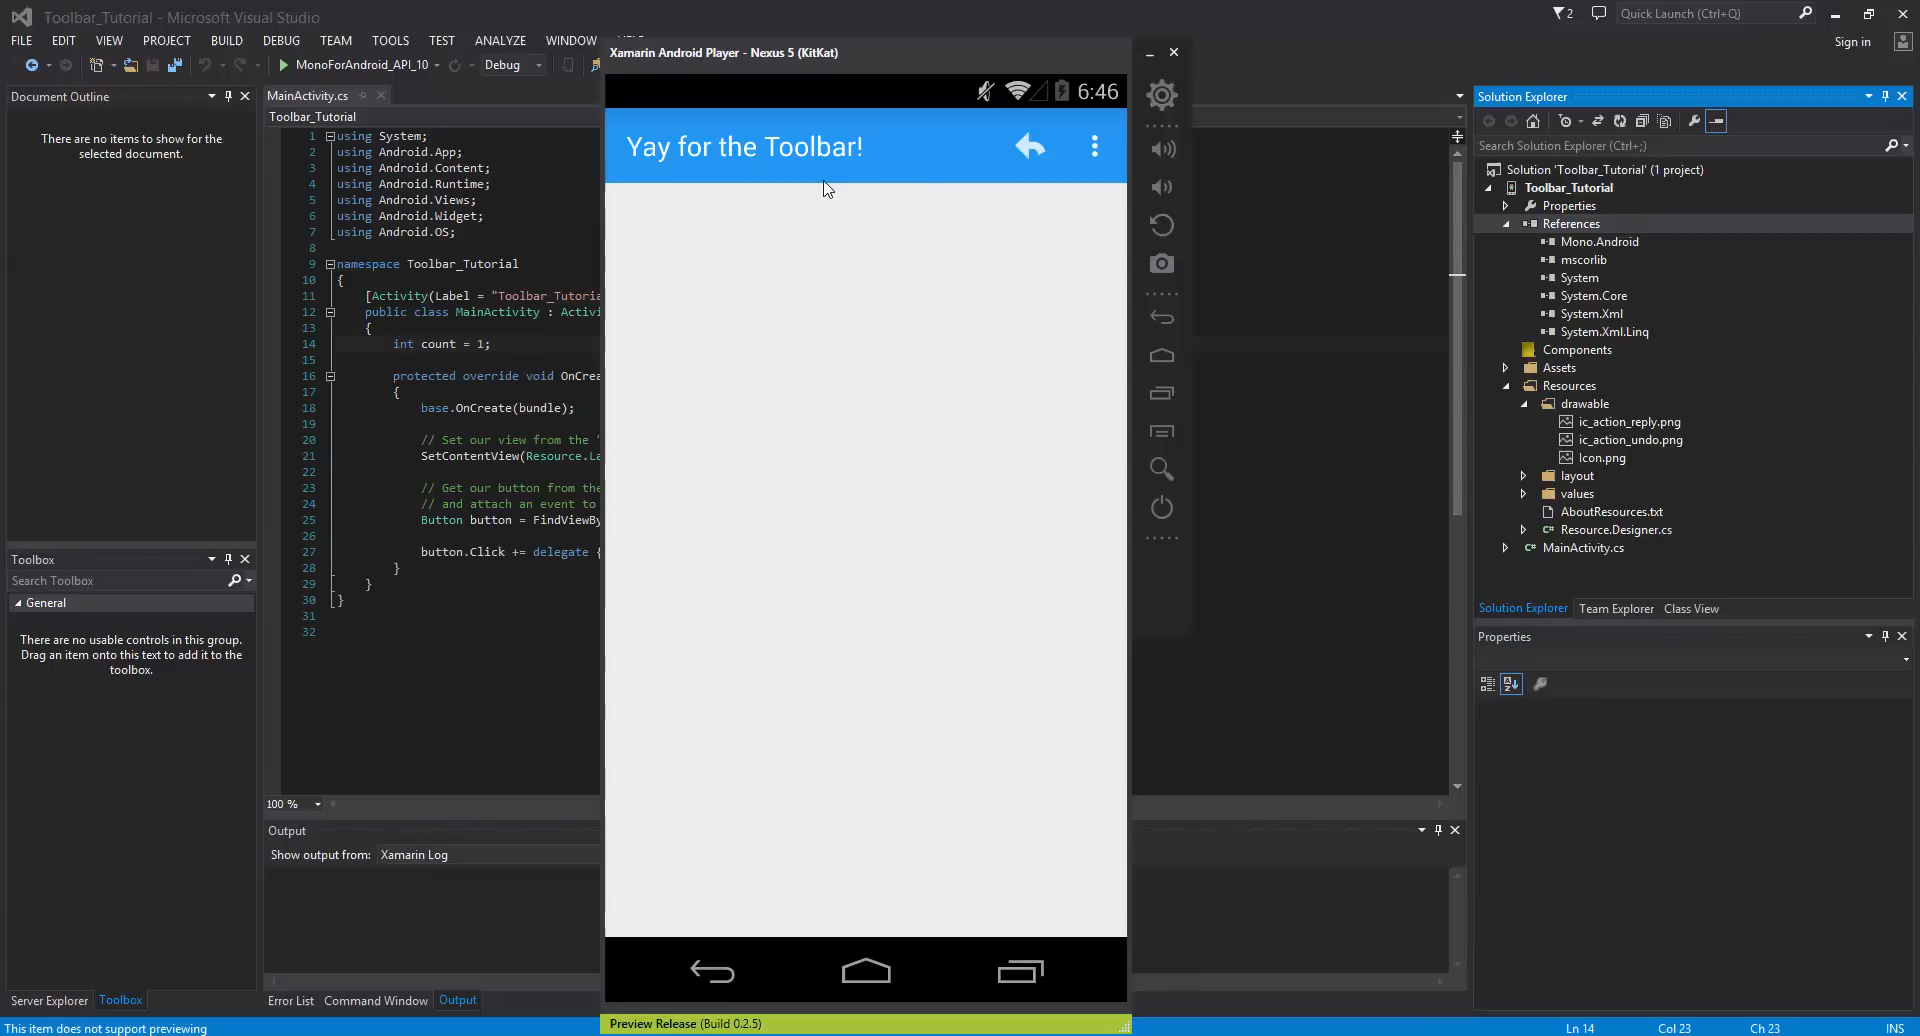 Toolbar_Tutorial - Microsoft Visual Studio
2
Quick Launch (Ctrl+Q)
FILE EDIT VIEW PROJECT BUILD DEBUG TEAM TOOLS TEST ANALYZE WINDOW
Sign in
MonoForAndroid_API_10 Debug
Document Outline
There are no items to show for the
selected document.
Toolbox
Search Toolbox
General
There are no usable controls in this group.
Drag an item onto this text to add it to the
toolbox.
Server Explorer Toolbox
MainActivity.cs
Toolbar_Tutorial
1 using System;
2 using Android.App;
3 using Android.Content;
4 using Android.Runtime;
5 using Android.Views;
6 using Android.Widget;
7 using Android.OS;
8
9 namespace Toolbar_Tutorial
10 {
11 [Activity(Label = "Toolbar_Tutoria
12 public class MainActivity : Activi
13 {
14 int count = 1;
15
16 protected override void OnCrea
17 {
18 base.OnCreate(bundle);
19
20 // Set our view from the "
21 SetContentView(Resource.La
22
23 // Get our button from the
24 // and attach an event to
25 Button button = FindViewBy
26
27 button.Click += delegate {
28 }
29 }
30 }
31
32
100 %
Output
Show output from: Xamarin Log
Error List Command Window Output
Xamarin Android Player - Nexus 5 (KitKat)
6:46
Yay for the Toolbar!
Preview Release (Build 0.2.5)
Solution Explorer
Search Solution Explorer (Ctrl+;)
Solution 'Toolbar_Tutorial' (1 project)
Toolbar_Tutorial
Properties
References
Mono.Android
mscorlib
System
System.Core
System.Xml
System.Xml.Linq
Components
Assets
Resources
drawable
ic_action_reply.png
ic_action_undo.png
Icon.png
layout
values
AboutResources.txt
Resource.Designer.cs
MainActivity.cs
Solution Explorer Team Explorer Class View
Properties
This item does not support previewing
Ln 14 Col 23 Ch 23 INS